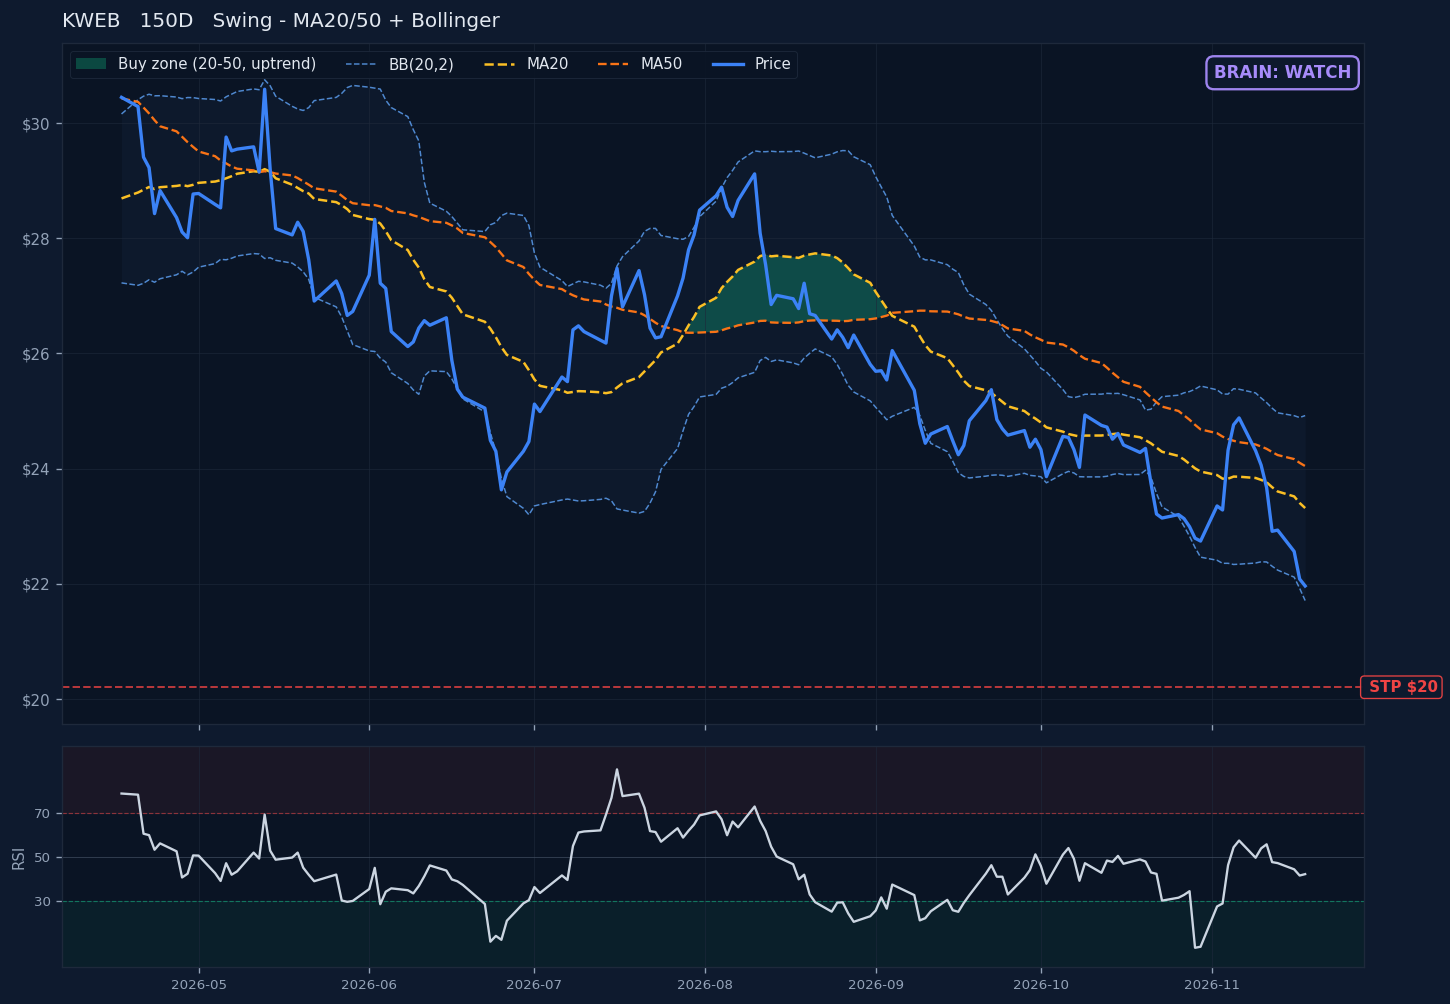 KWEB   150D   Swing - MA20/50 + Bollinger
Buy zone (20-50, uptrend)   BB(20,2)   MA20   MA50   Price
BRAIN: WATCH
$30
$28
$26
$24
$22
$20
STP $20
RSI
70
50
30
2026-05   2026-06   2026-07   2026-08   2026-09   2026-10   2026-11